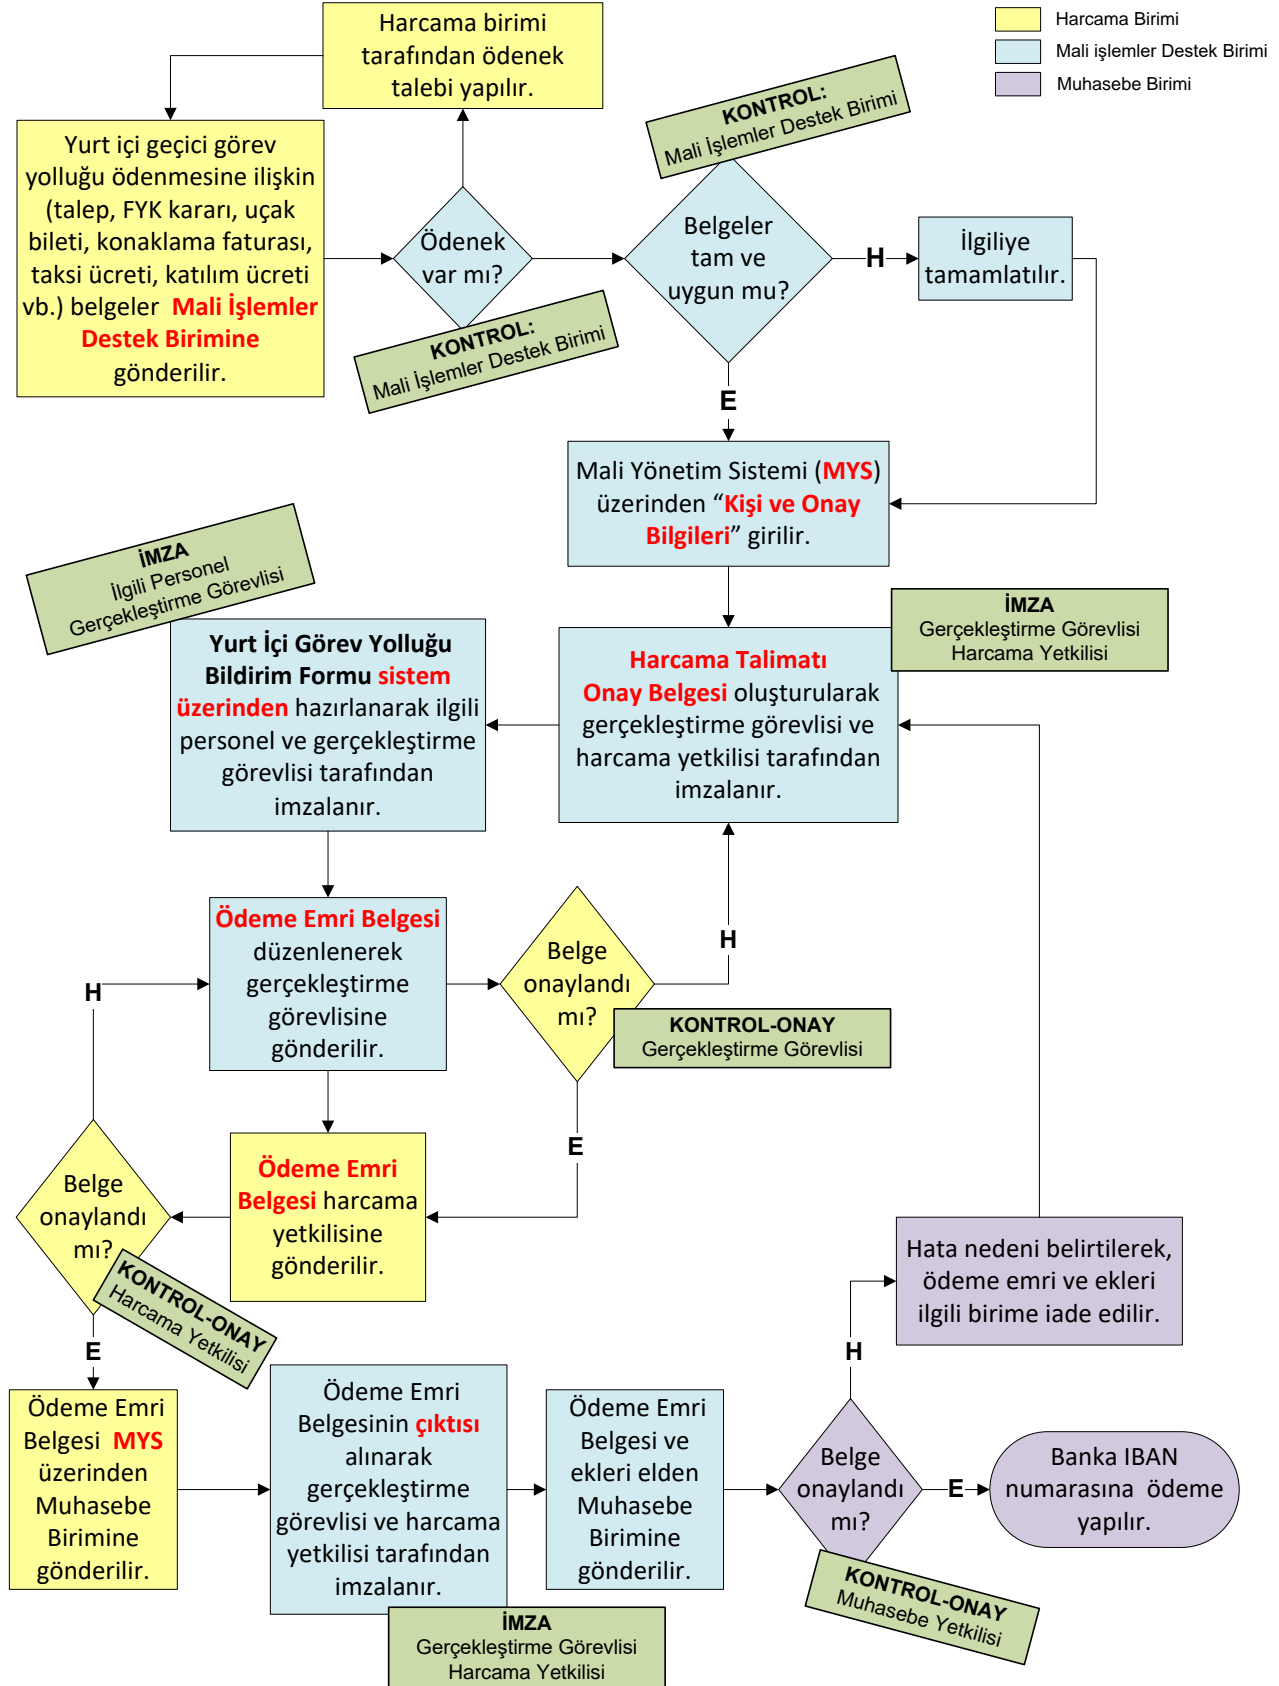 Harcama Birimi
Mali işlemler Destek Birimi
Muhasebe Birimi
Harcama birimi
tarafından ödenek
talebi yapılır.
Yurt içi geçici görev
yolluğu ödenmesine ilişkin
(talep, FYK kararı, uçak
bileti, konaklama faturası,
taksi ücreti, katılım ücreti
vb.) belgeler Mali İşlemler
Destek Birimine
gönderilir.
Ödenek
var mı?
KONTROL:
Mali İşlemler Destek Birimi
KONTROL:
Mali İşlemler Destek Birimi
Belgeler
tam ve
uygun mu?
H
İlgiliye
tamamlatılır.
E
Mali Yönetim Sistemi (MYS)
üzerinden “Kişi ve Onay
Bilgileri” girilir.
İMZA
İlgili Personel
Gerçekleştirme Görevlisi
İMZA
Gerçekleştirme Görevlisi
Harcama Yetkilisi
Yurt İçi Görev Yolluğu
Bildirim Formu sistem
üzerinden hazırlanarak ilgili
personel ve gerçekleştirme
görevlisi tarafından
imzalanır.
Harcama Talimatı
Onay Belgesi oluşturularak
gerçekleştirme görevlisi ve
harcama yetkilisi tarafından
imzalanır.
Ödeme Emri Belgesi
düzenlenerek
gerçekleştirme
görevlisine
gönderilir.
Belge
onaylandı
mı?
H
KONTROL-ONAY
Gerçekleştirme Görevlisi
E
H
Ödeme Emri
Belgesi harcama
yetkilisine
gönderilir.
Belge
onaylandı
mı?
KONTROL-ONAY
Harcama Yetkilisi
E
Hata nedeni belirtilerek,
ödeme emri ve ekleri
ilgili birime iade edilir.
H
Ödeme Emri
Belgesi MYS
üzerinden
Muhasebe
Birimine
gönderilir.
Ödeme Emri
Belgesinin çıktısı
alınarak
gerçekleştirme
görevlisi ve harcama
yetkilisi tarafından
imzalanır.
İMZA
Gerçekleştirme Görevlisi
Harcama Yetkilisi
Ödeme Emri
Belgesi ve
ekleri elden
Muhasebe
Birimine
gönderilir.
Belge
onaylandı
mı?
E
KONTROL-ONAY
Muhasebe Yetkilisi
Banka IBAN
numarasına ödeme
yapılır.